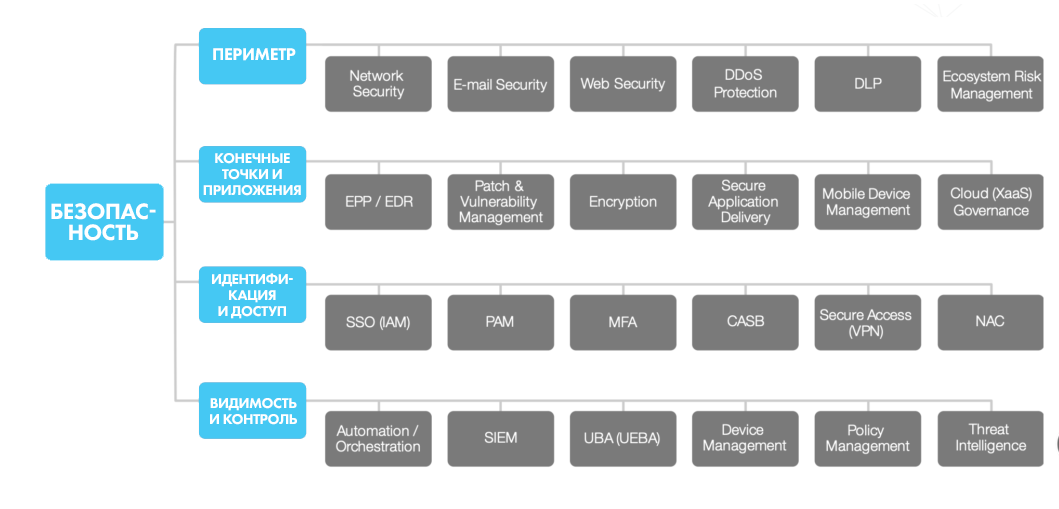 ПЕРИМЕТР
Network
Security
E-mail Security
Web Security
DDoS
Protection
DLP
Ecosystem Risk
Management
КОНЕЧНЫЕ
ТОЧКИ И
ПРИЛОЖЕНИЯ
EPP / EDR
Patch &
Vulnerability
Management
Encryption
Secure
Application
Delivery
Mobile Device
Management
Cloud (XaaS)
Governance
БЕЗОПАС-
НОСТЬ
ИДЕНТИФИ-
КАЦИЯ
И ДОСТУП
SSO (IAM)
PAM
MFA
CASB
Secure Access
(VPN)
NAC
ВИДИМОСТЬ
И КОНТРОЛЬ
Automation /
Orchestration
SIEM
UBA (UEBA)
Device
Management
Policy
Management
Threat
Intelligence